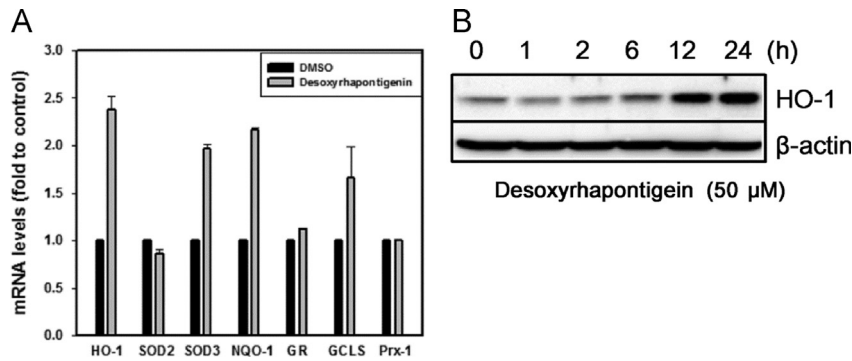 A
mRNA levels (fold to control)
3.0
2.5
2.0
1.5
1.0
0.5
0.0
DMSO
Desoxyrhapontigenin
HO-1 SOD2 SOD3 NQO-1 GR GCLS Prx-1
B
0 1 2 6 12 24 (h)
HO-1
β-actin
Desoxyrhapontigein (50 µM)